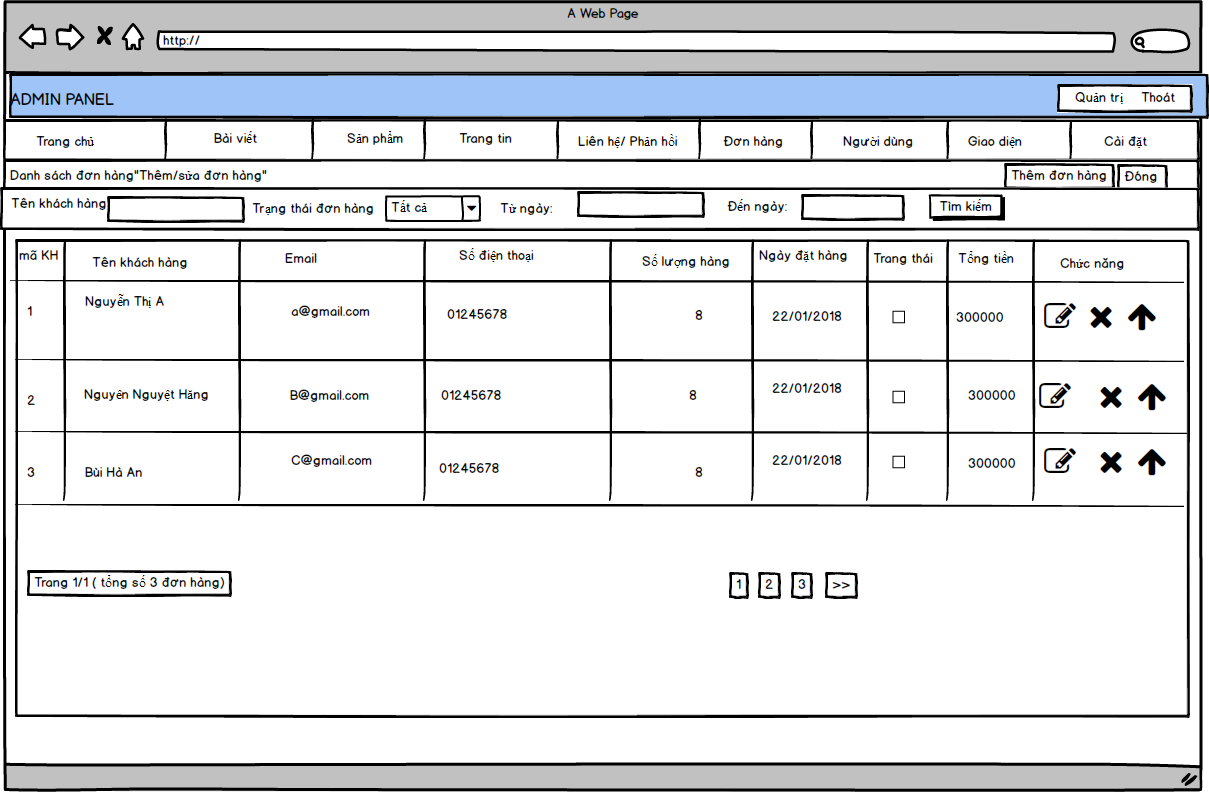 A Web Page
http://
ADMIN PANEL
Quản trị Thoát
Trang chủ Bài viết Sản phẩm Trang tin Liên hệ/ Phản hồi Đơn hàng Người dùng Giao diện Cài đặt
Danh sách đơn hàng"Thêm/sửa đơn hàng" Thêm đơn hàng Đông
Tên khách hàng Trạng thái đơn hàng Tất cả Từ ngày: Đến ngày: Tìm kiếm
mã KH Tên khách hàng Email Số điện thoại Số lượng hàng Ngày đặt hàng Trang thái Tổng tiền Chức năng
1 Nguyễn Thị A a@gmail.com 01245678 8 22/01/2018 300000
2 Nguyên Nguyệt Hăng B@gmail.com 01245678 8 22/01/2018 300000
3 Bùi Hà An C@gmail.com 01245678 8 22/01/2018 300000
Trang 1/1 ( tổng số 3 đơn hàng) 1 2 3 >>